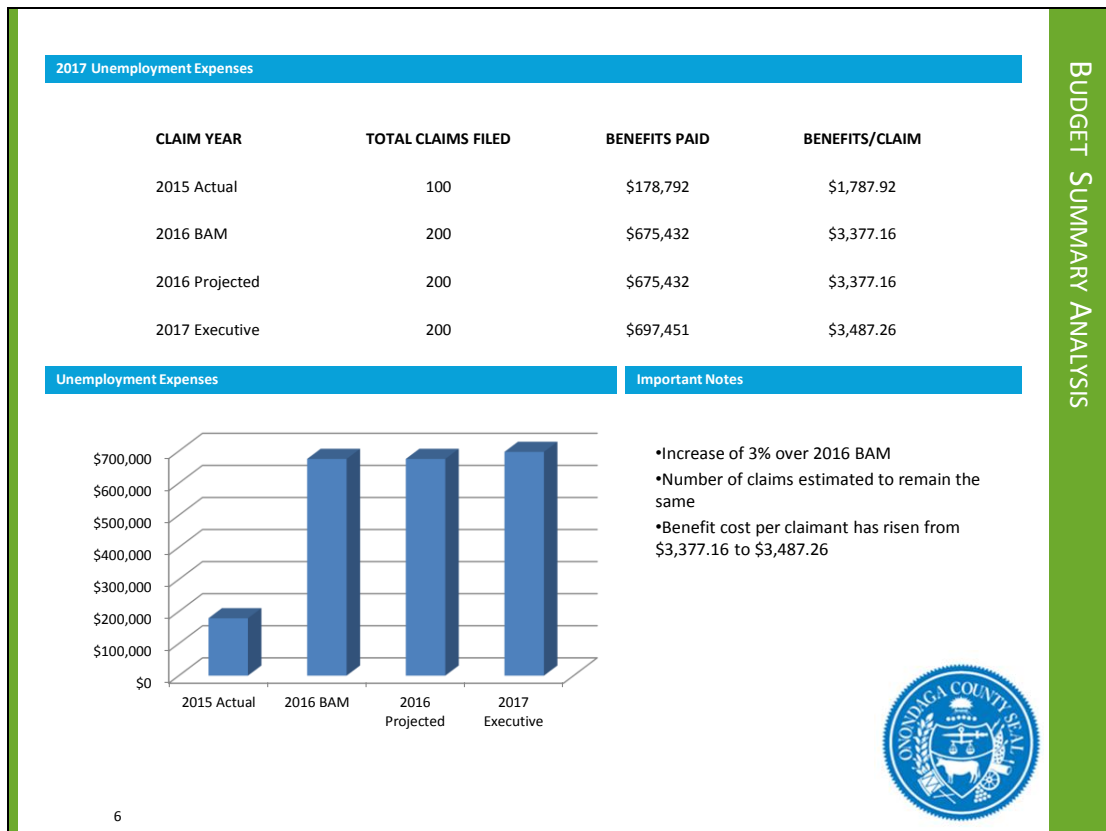 2017 Unemployment Expenses
CLAIM YEAR TOTAL CLAIMS FILED BENEFITS PAID BENEFITS/CLAIM
2015 Actual 100 $178,792 $1,787.92
2016 BAM 200 $675,432 $3,377.16
2016 Projected 200 $675,432 $3,377.16
2017 Executive 200 $697,451 $3,487.26
Unemployment Expenses
$700,000
$600,000
$500,000
$400,000
$300,000
$200,000
$100,000
$0
2015 Actual 2016 BAM 2016 2017
Projected Executive
Important Notes
•Increase of 3% over 2016 BAM
•Number of claims estimated to remain the
same
•Benefit cost per claimant has risen from
$3,377.16 to $3,487.26
ONONDAGA COUNTY SEAL
6
BUDGET SUMMARY ANALYSIS